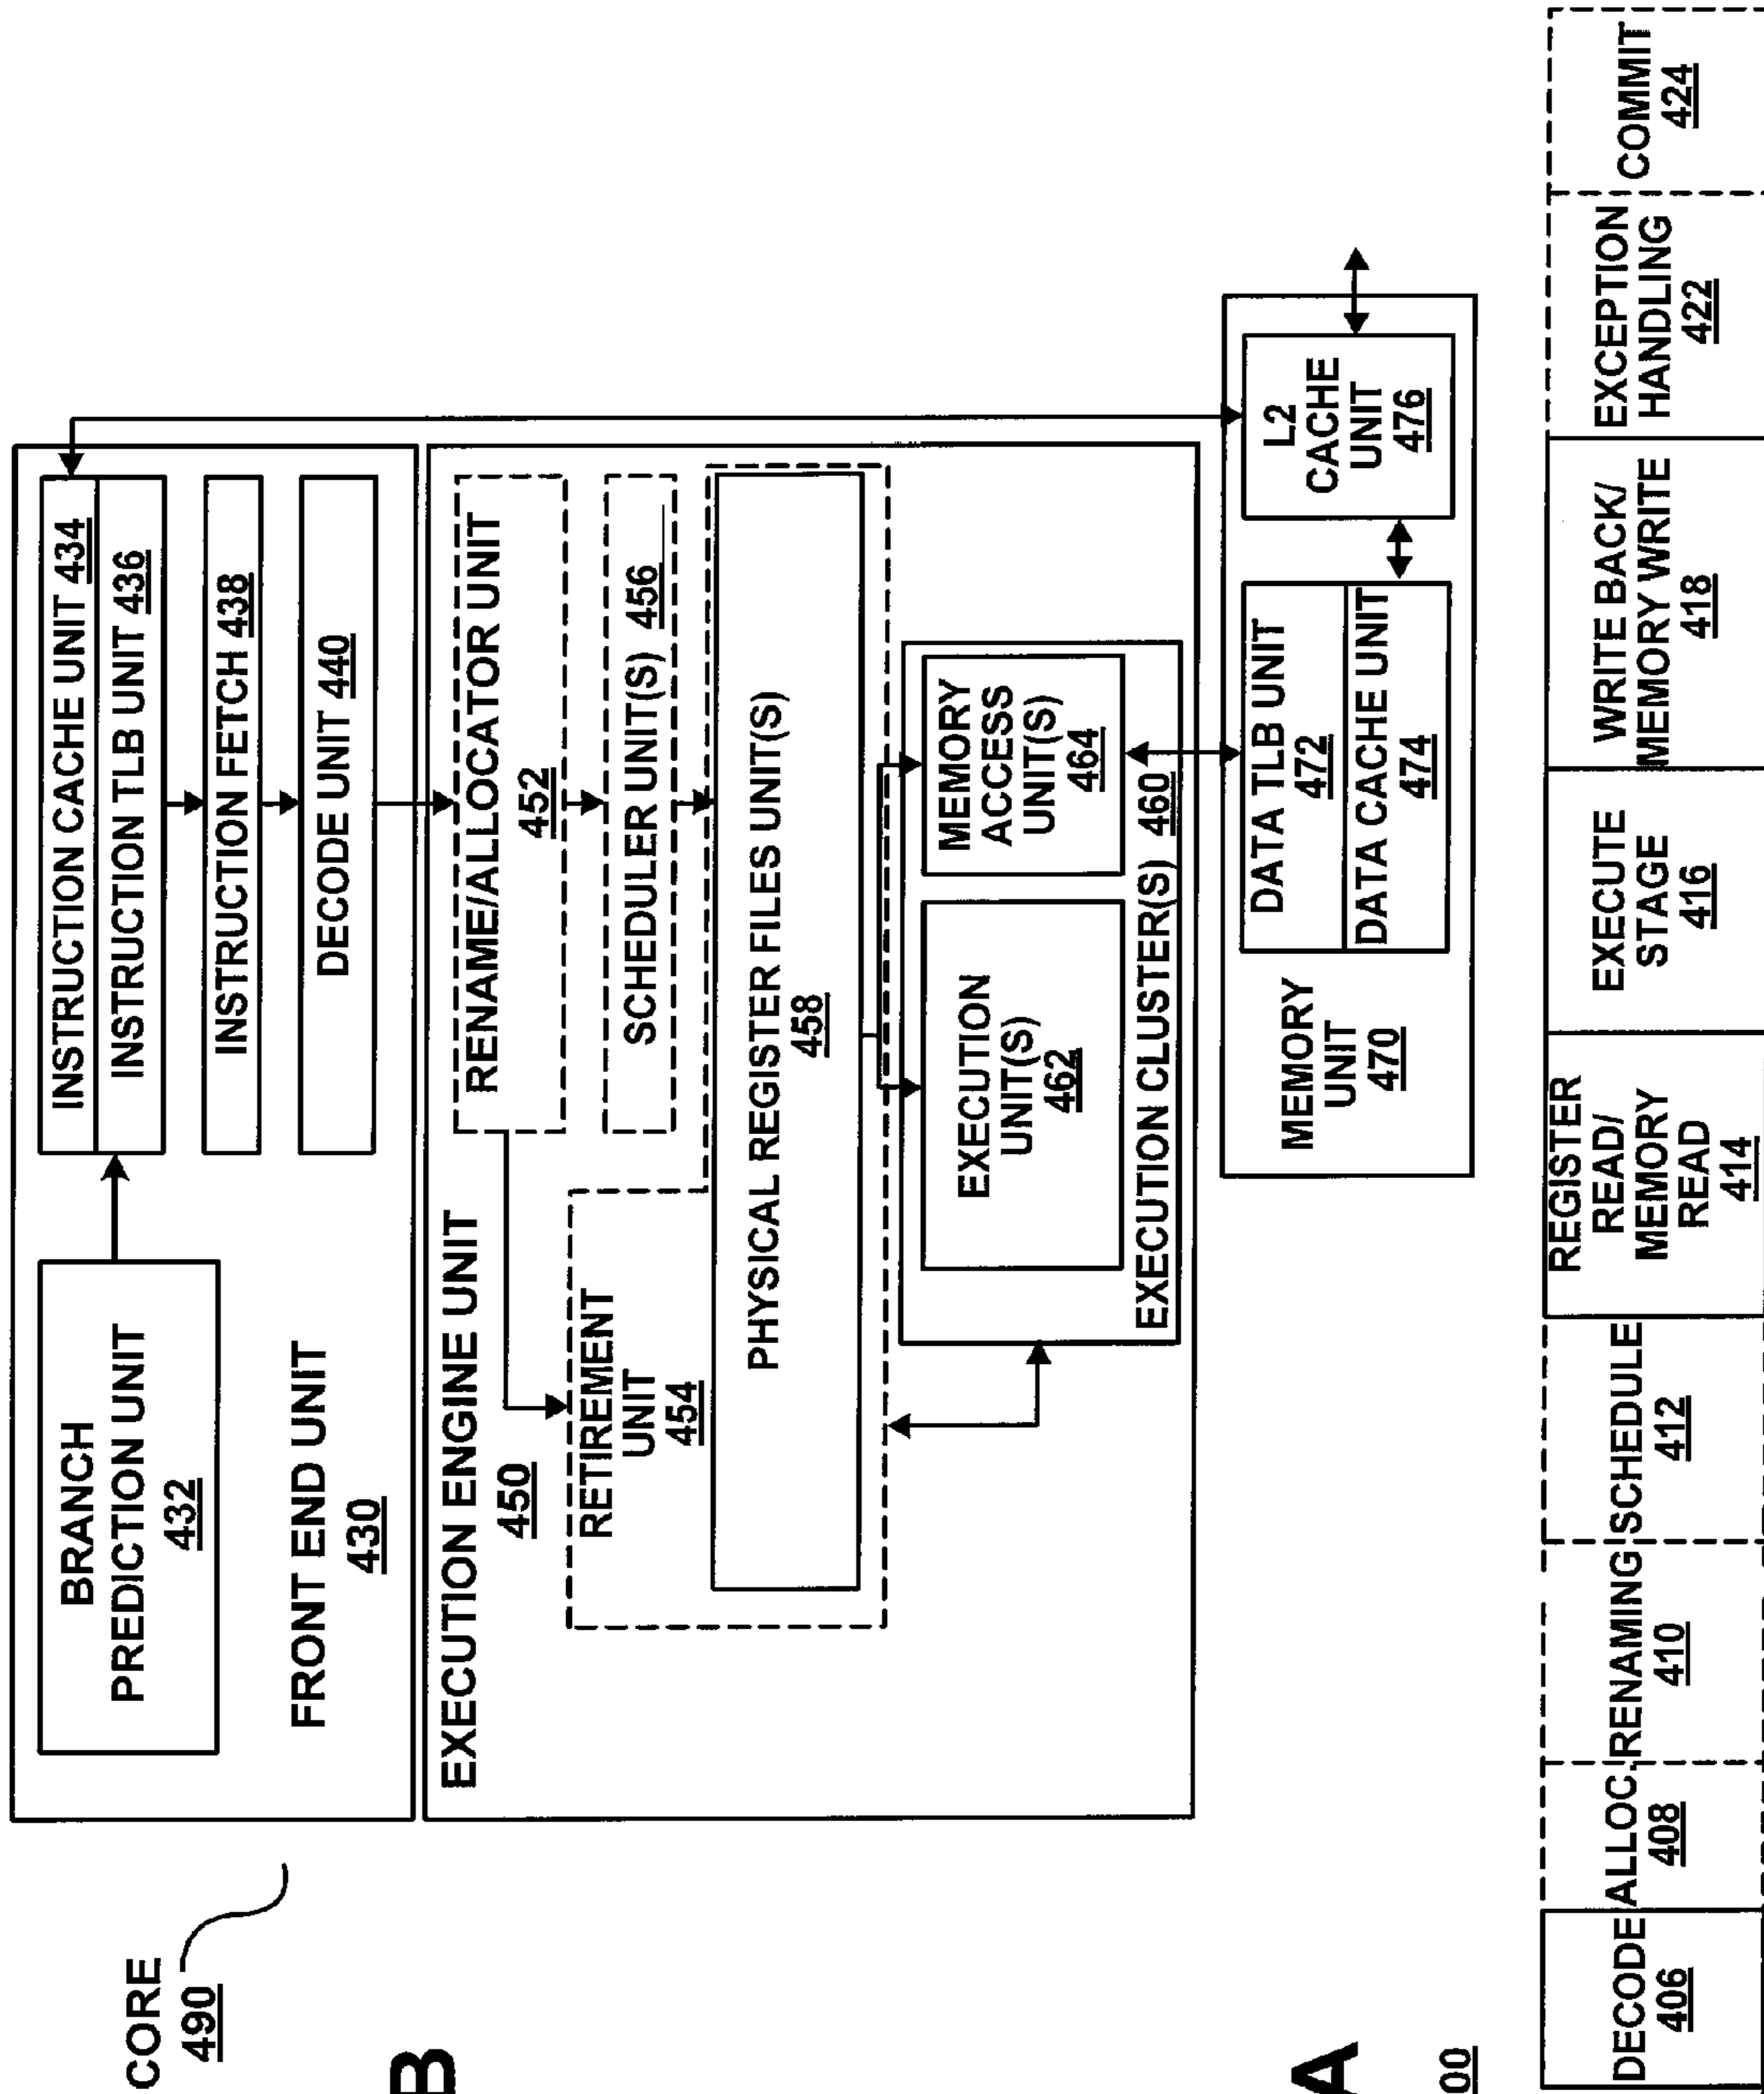 CORE
490
BRANCH
PREDICTION UNIT
432
FRONT END UNIT
430
INSTRUCTION CACHE UNIT 434
INSTRUCTION TLB UNIT 436
INSTRUCTION FETCH 438
DECODE UNIT 440
B
EXECUTION ENGINE UNIT
450
RENAME/ALLOCATOR UNIT
452
SCHEDULER UNIT(S) 456
RETIREMENT
UNIT
454
PHYSICAL REGISTER FILES UNIT(S)
458
EXECUTION
UNIT(S)
462
MEMORY
ACCESS
UNIT(S)
464
EXECUTION CLUSTER(S) 460
MEMORY
UNIT
470
DATA TLB UNIT
472
DATA CACHE UNIT
474
L2
CACHE
UNIT
476
A
00
DECODE
406
ALLOC.
408
RENAMING
410
SCHEDULE
412
REGISTER
READ/
MEMORY
READ
414
EXECUTE
STAGE
416
WRITE BACK/
MEMORY WRITE
418
EXCEPTION
HANDLING
422
COMMIT
424